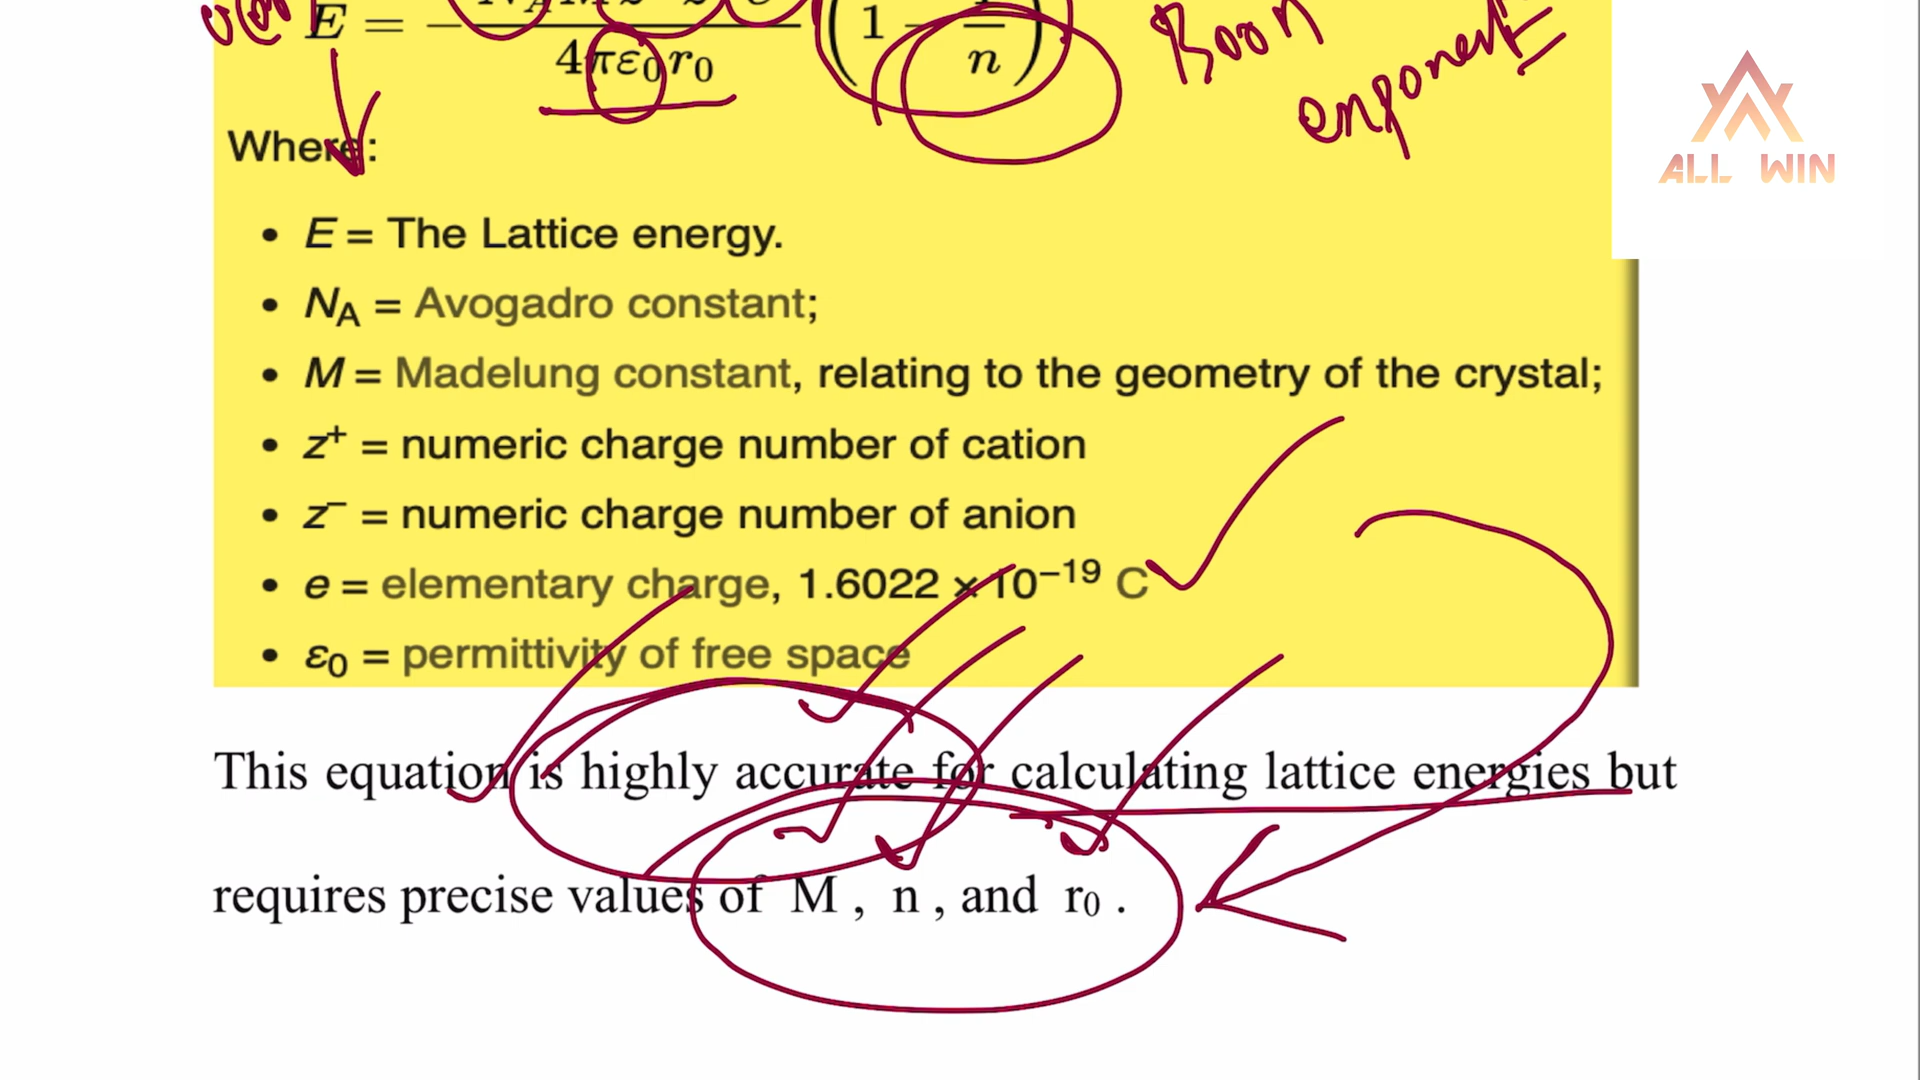 E = −
4πε₀r₀ (1 − n)
exponent
Where:
• E = The Lattice energy.
• N_A = Avogadro constant;
• M = Madelung constant, relating to the geometry of the crystal;
• z⁺ = numeric charge number of cation
• z⁻ = numeric charge number of anion
• e = elementary charge, 1.6022 × 10⁻¹⁹ C
• ε₀ = permittivity of free space
This equation is highly accurate for calculating lattice energies but
requires precise values of M , n , and r₀ .
ALL WIN